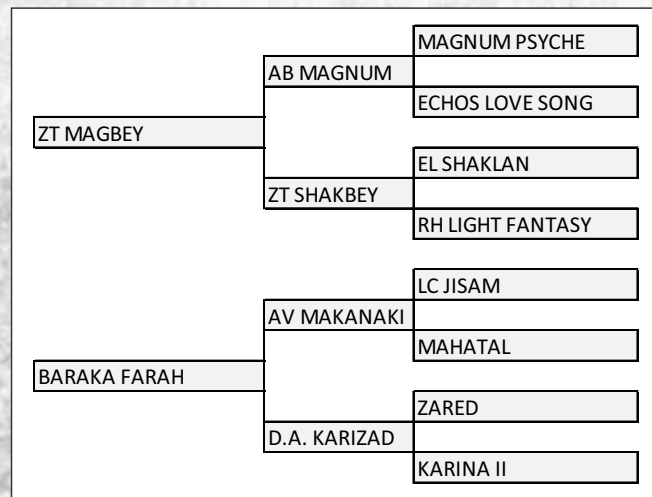 MAGNUM PSYCHE
AB MAGNUM
ECHOS LOVE SONG
ZT MAGBEY
EL SHAKLAN
ZT SHAKBEY
RH LIGHT FANTASY
LC JISAM
AV MAKANAKI
MAHATAL
BARAKA FARAH
ZARED
D.A. KARIZAD
KARINA II